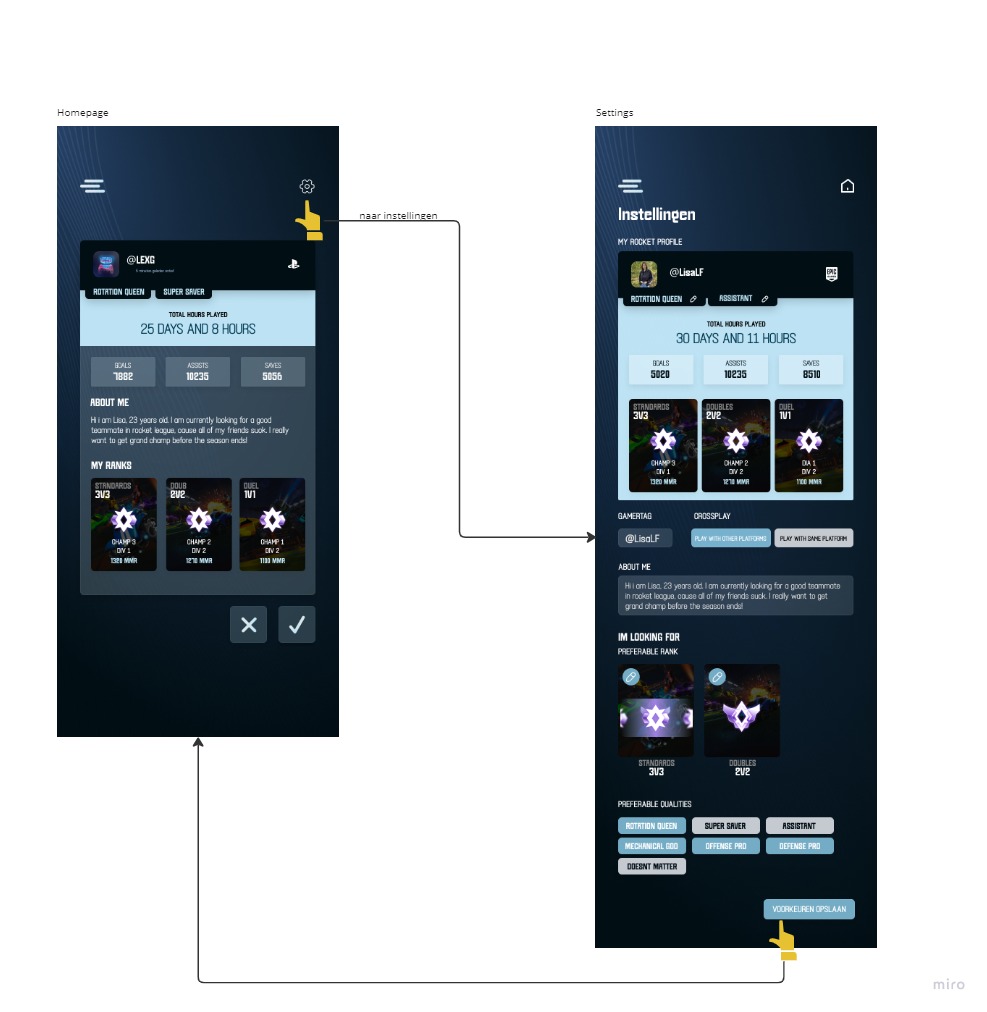 Homepage
@LEXG
5 minutes geleden actief
ROTATION QUEEN
SUPER SAVER
TOTAL HOURS PLAYED
25 DAYS AND 8 HOURS
GOALS
7882
ASSISTS
10235
SAVES
5056
ABOUT ME
Hi i am Lisa, 23 years old. I am currently looking for a good
teammate in rocket league, cause all of my friends suck. I really
want to get grand champ before the season ends!
MY RANKS
STANDARDS
3V3
CHAMP 3
DIV 1
1320 MMR
DOUB
2V2
CHAMP 2
DIV 2
1270 MMR
DUEL
1V1
CHAMP 1
DIV 2
1100 MMR
naar instellingen
Settings
Instellingen
MY ROCKET PROFILE
@LisaLF
EPIC
ROTATION QUEEN
ASSISTANT
TOTAL HOURS PLAYED
30 DAYS AND 11 HOURS
GOALS
5020
ASSISTS
10235
SAVES
8510
STANDARDS
3V3
CHAMP 3
DIV 1
1320 MMR
DOUBLES
2V2
CHAMP 2
DIV 2
1270 MMR
DUEL
1V1
DIA 1
DIV 2
1100 MMR
GAMERTAG
@LisaLF
CROSSPLAY
PLAY WITH OTHER PLATFORMS
PLAY WITH SAME PLATFORM
ABOUT ME
Hi i am Lisa, 23 years old. I am currently looking for a good teammate
in rocket league, cause all of my friends suck. I really want to get
grand champ before the season ends!
IM LOOKING FOR
PREFERABLE RANK
STANDARDS
3V3
DOUBLES
2V2
PREFERABLE QUALITIES
ROTATION QUEEN
SUPER SAVER
ASSISTANT
MECHANICAL GOD
OFFENSE PRO
DEFENSE PRO
DOESNT MATTER
VOORKEUREN OPSLAAN
miro